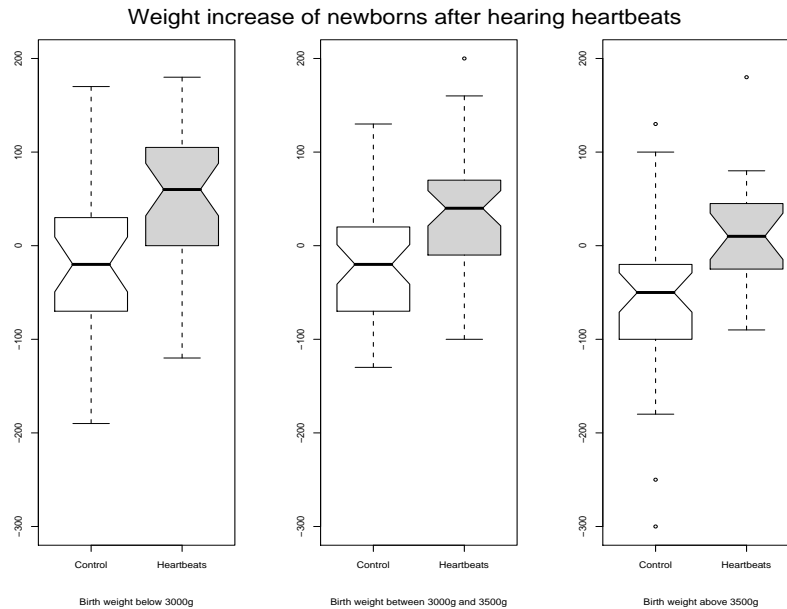 Weight increase of newborns after hearing heartbeats
200
100
0
−100
−200
−300
Control Heartbeats
Birth weight below 3000g
200
100
0
−100
−200
−300
Control Heartbeats
Birth weight between 3000g and 3500g
200
100
0
−100
−200
−300
Control Heartbeats
Birth weight above 3500g